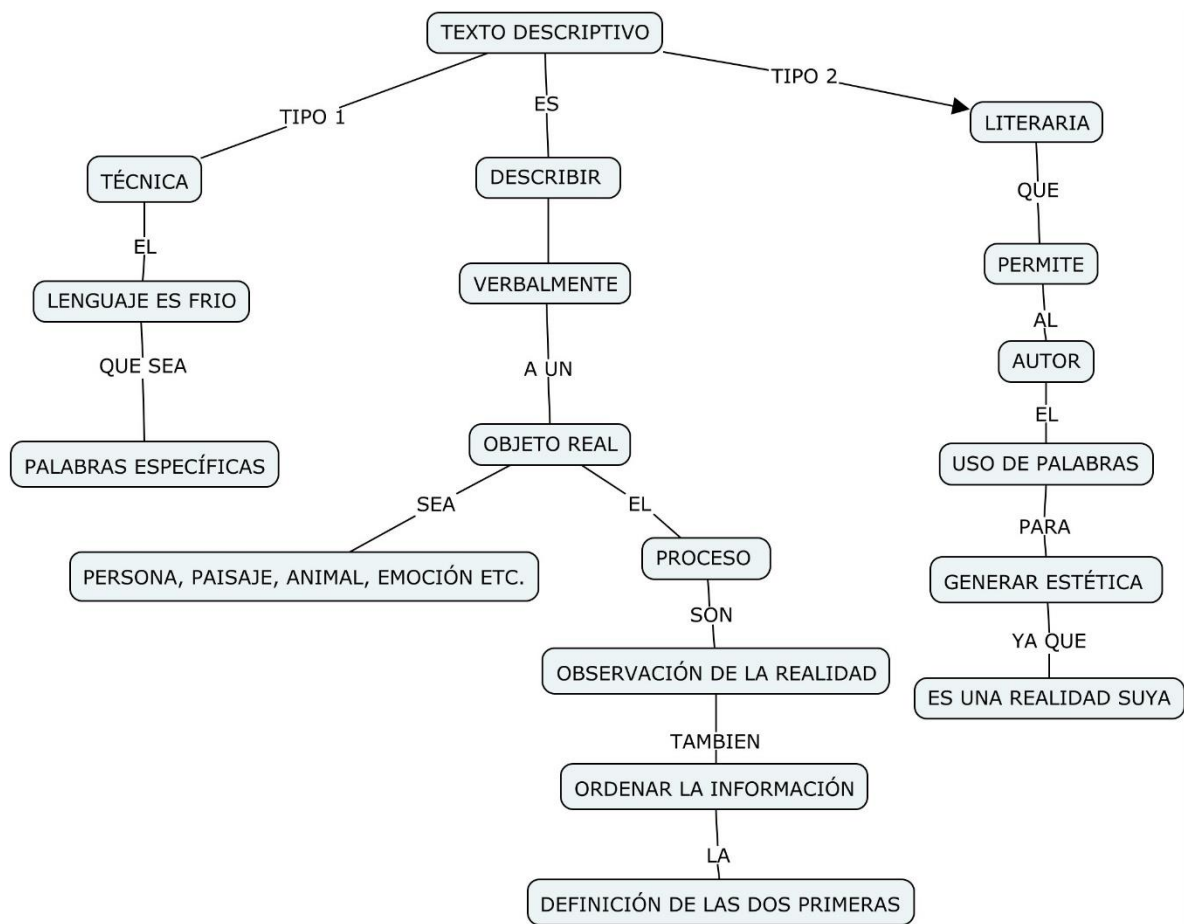 TEXTO DESCRIPTIVO
TIPO 1
ES
TIPO 2
LITERARIA
TÉCNICA
DESCRIBIR
QUE
EL
PERMITE
VERBALMENTE
LENGUAJE ES FRIO
AL
QUE SEA
A UN
AUTOR
EL
OBJETO REAL
PALABRAS ESPECÍFICAS
USO DE PALABRAS
SEA
EL
PARA
PROCESO
PERSONA, PAISAJE, ANIMAL, EMOCIÓN ETC.
GENERAR ESTÉTICA
SON
YA QUE
OBSERVACIÓN DE LA REALIDAD
ES UNA REALIDAD SUYA
TAMBIEN
ORDENAR LA INFORMACIÓN
LA
DEFINICIÓN DE LAS DOS PRIMERAS